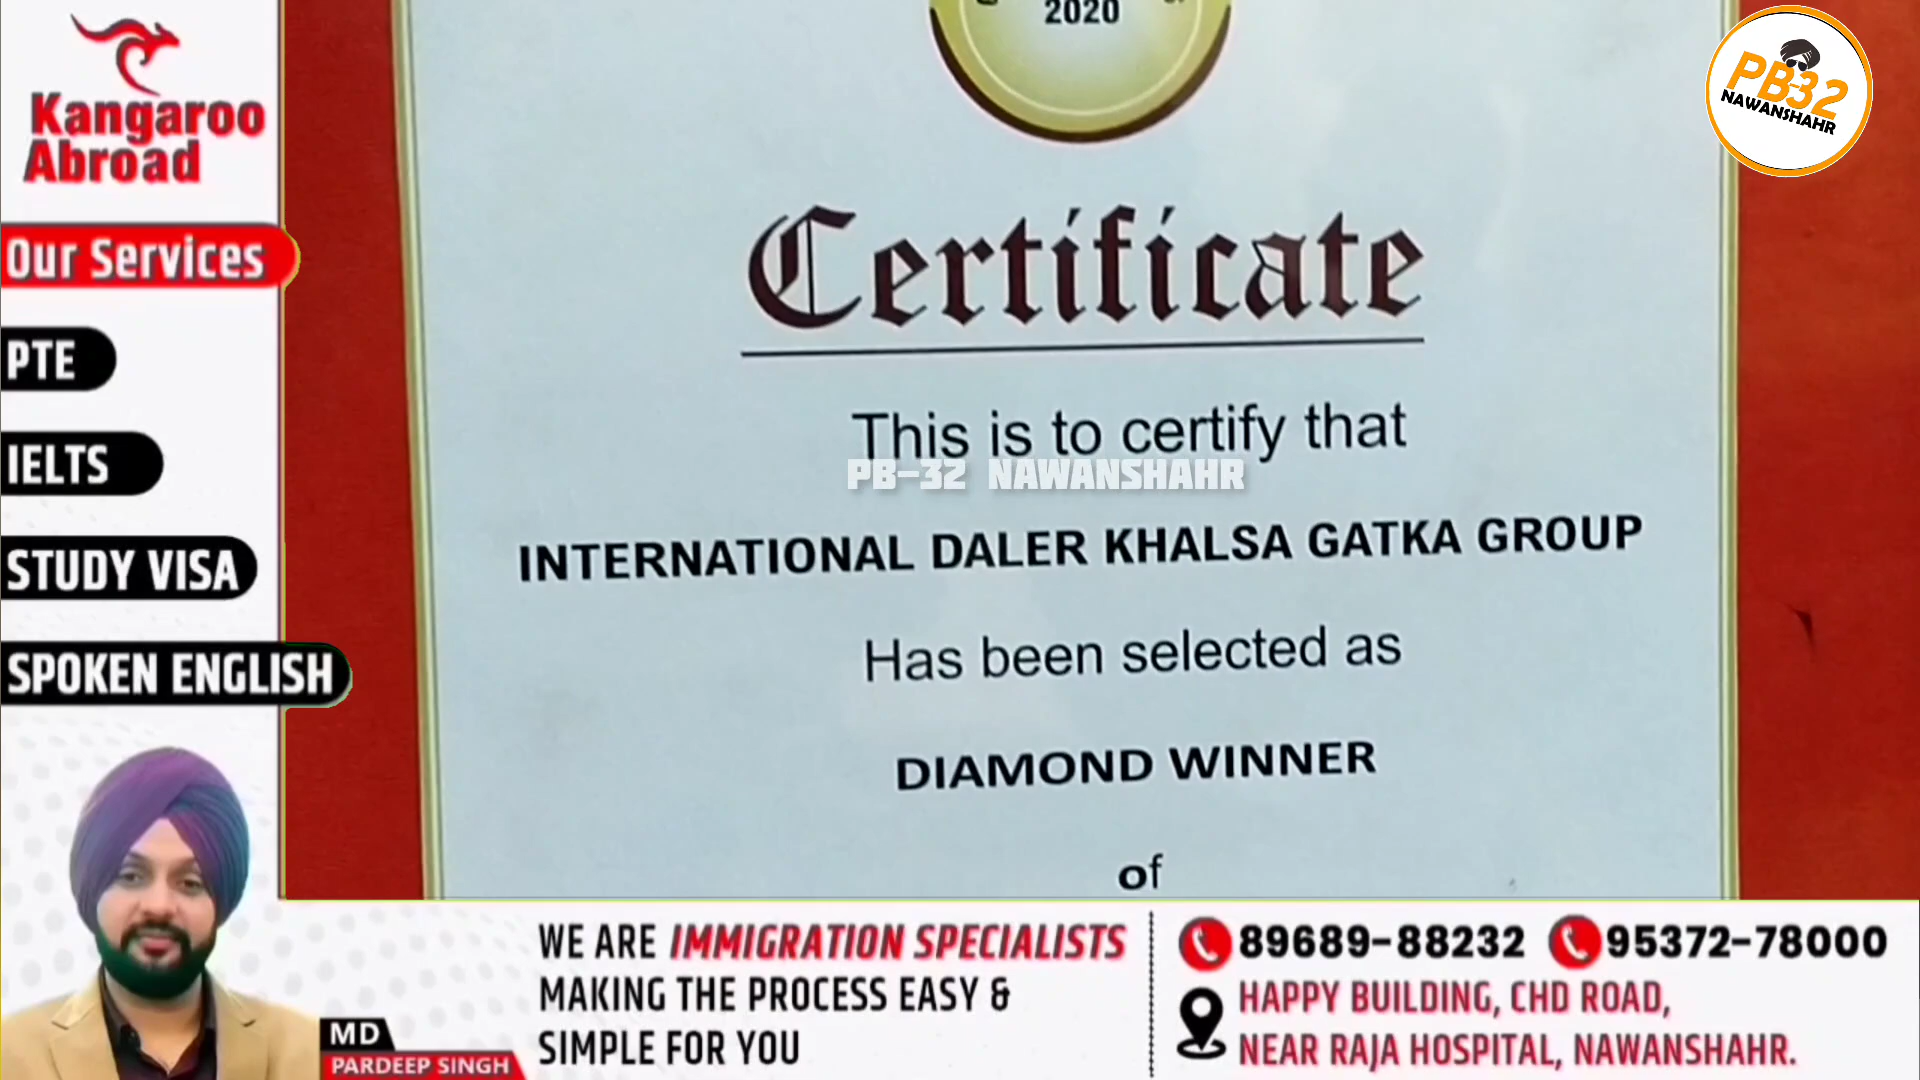 Kangaroo
Abroad
Our Services
PTE
IELTS
STUDY VISA
SPOKEN ENGLISH
2020
Certificate
This is to certify that
PB-32 NAWANSHAHR
INTERNATIONAL DALER KHALSA GATKA GROUP
Has been selected as
DIAMOND WINNER
of
PB-32
NAWANSHAHR
MD
PARDEEP SINGH
WE ARE IMMIGRATION SPECIALISTS
MAKING THE PROCESS EASY &
SIMPLE FOR YOU
89689-88232 95372-78000
HAPPY BUILDING, CHD ROAD,
NEAR RAJA HOSPITAL, NAWANSHAHR.